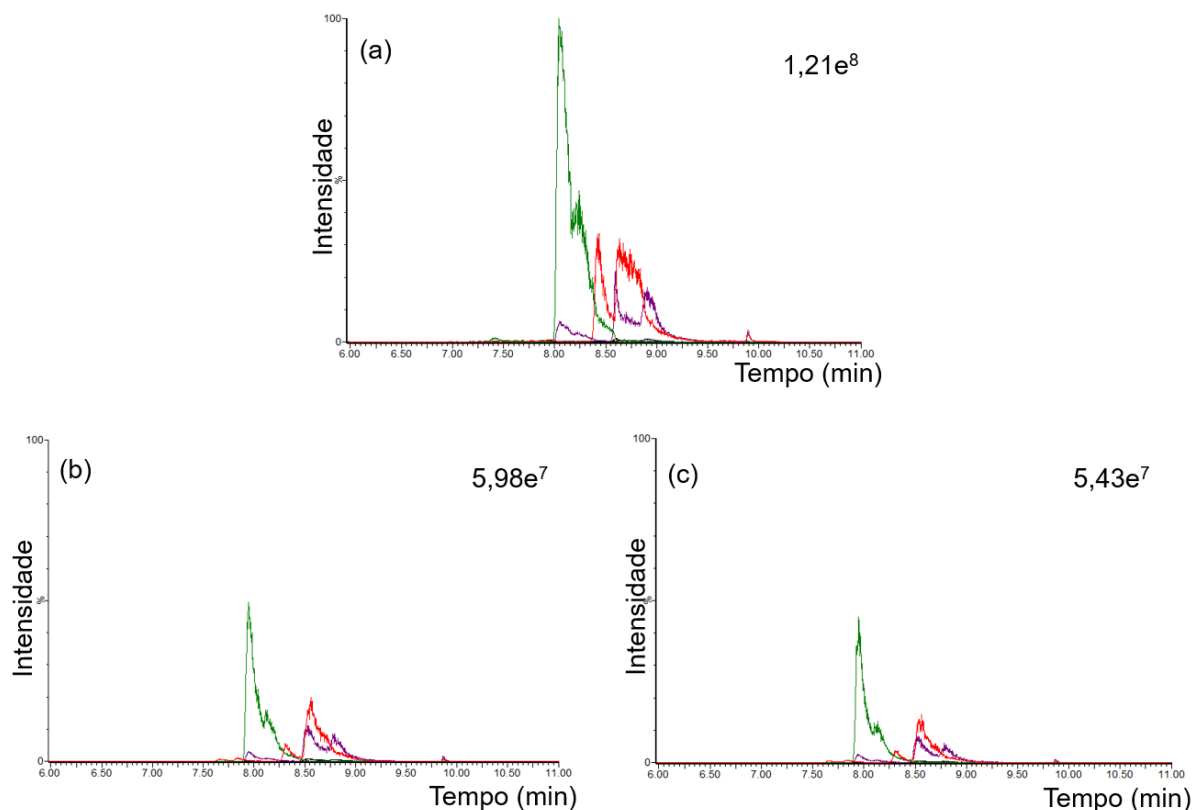 100
(a)
1,21e⁸
Intensidade
%
0
6.00 6.50 7.00 7.50 8.00 8.50 9.00 9.50 10.00 10.50 11.00
Tempo (min)
100
(b)
5,98e⁷
Intensidade
%
0
6.00 6.50 7.00 7.50 8.00 8.50 9.00 9.50 10.00 10.50 11.00
Tempo (min)
100
(c)
5,43e⁷
Intensidade
%
0
6.00 6.50 7.00 7.50 8.00 8.50 9.00 9.50 10.00 10.50 11.00
Tempo (min)